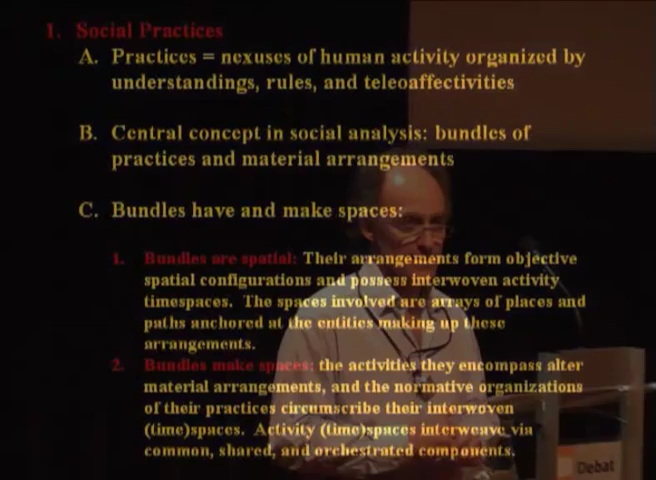 1. Social Practices
A. Practices = nexuses of human activity organized by
understandings, rules, and teleoaffectivities
B. Central concept in social analysis: bundles of
practices and material arrangements
C. Bundles have and make spaces:
1. Bundles are spatial: Their arrangements form objective
spatial configurations and possess interwoven activity
timespaces. The spaces involved are arrays of places and
paths anchored at the entities making up these
arrangements.
2. Bundles make spaces: the activities they encompass alter
material arrangements, and the normative organizations
of their practices circumscribe their interwoven
(time)spaces. Activity (time)spaces interweave via
common, shared, and orchestrated components.
Debat